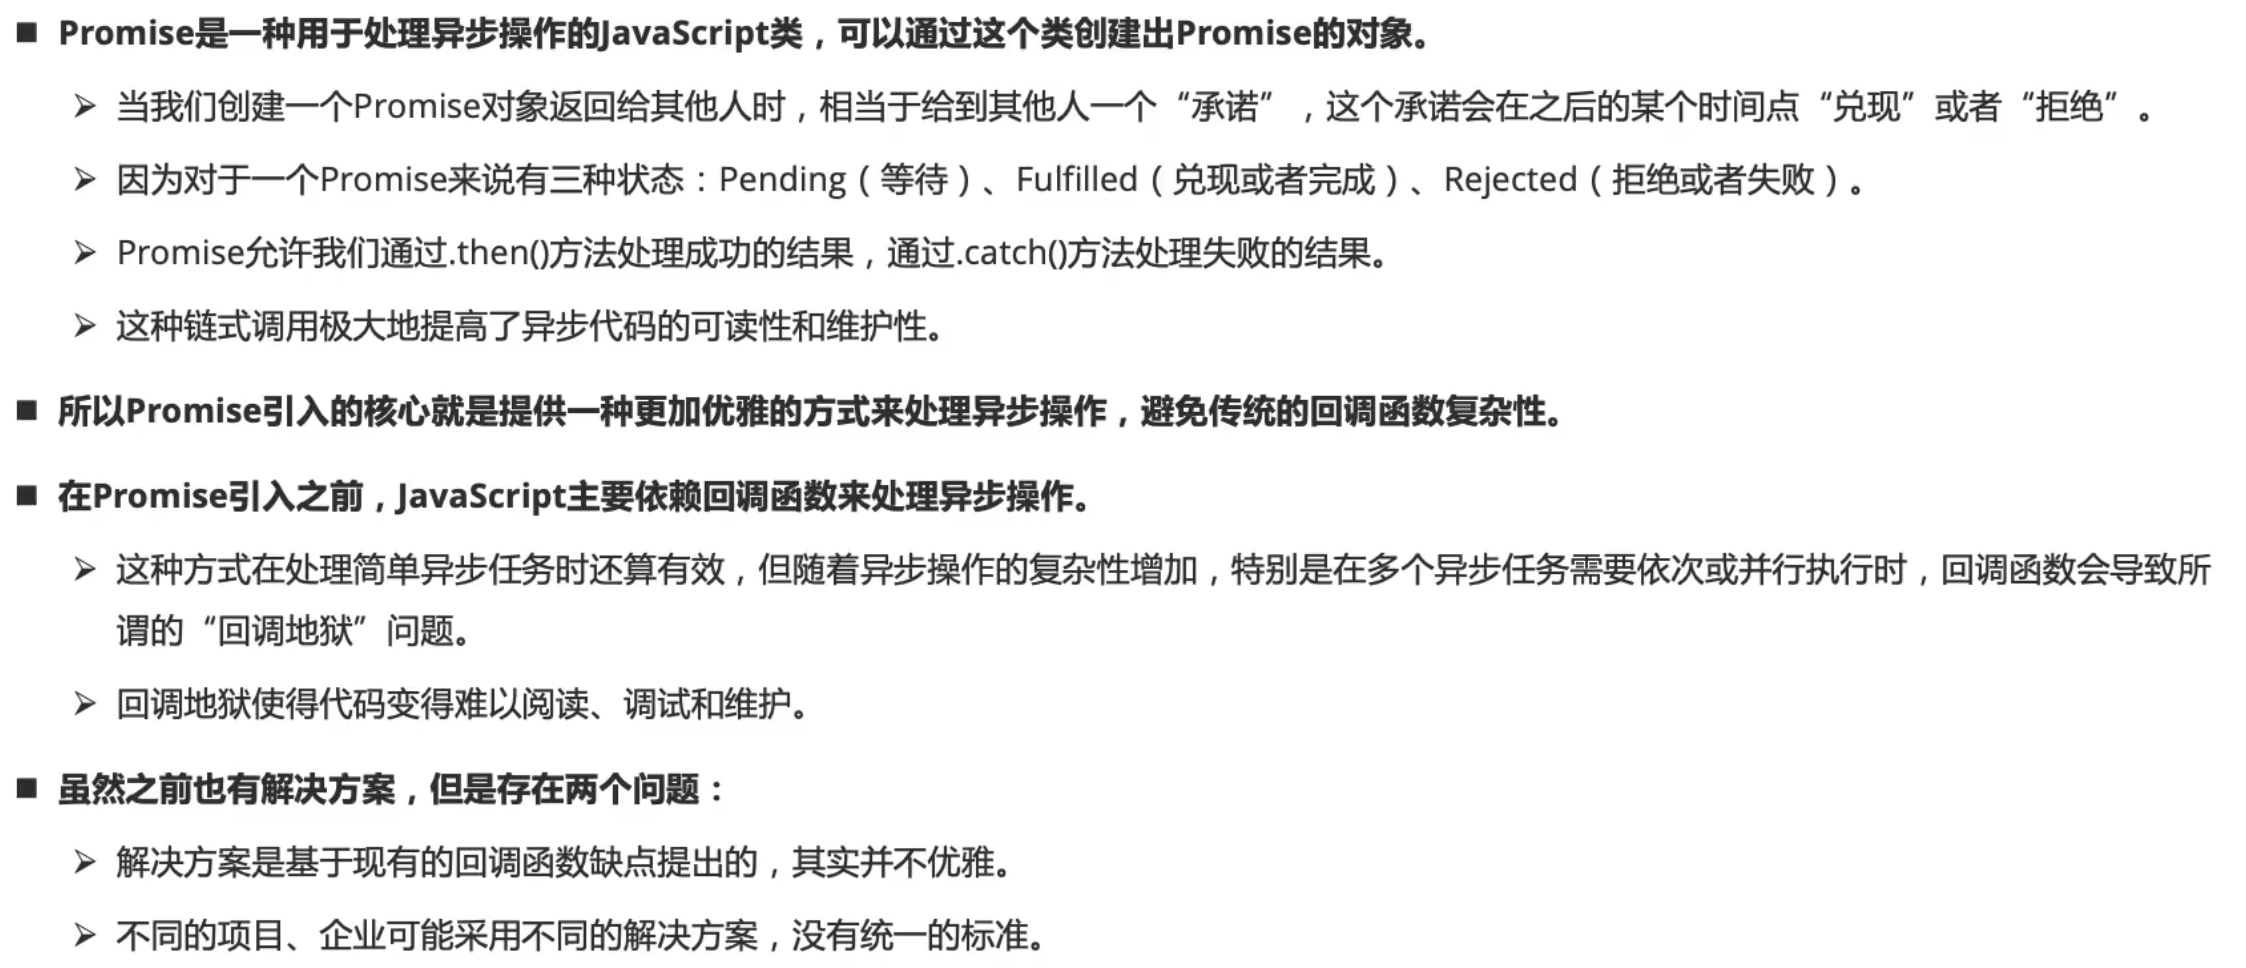 ■ Promise是一种用于处理异步操作的JavaScript类，可以通过这个类创建出Promise的对象。
➢ 当我们创建一个Promise对象返回给其他人时，相当于给到其他人一个“承诺”，这个承诺会在之后的某个时间点“兑现”或者“拒绝”。
➢ 因为对于一个Promise来说有三种状态：Pending（等待）、Fulfilled（兑现或者完成）、Rejected（拒绝或者失败）。
➢ Promise允许我们通过.then()方法处理成功的结果，通过.catch()方法处理失败的结果。
➢ 这种链式调用极大地提高了异步代码的可读性和维护性。
■ 所以Promise引入的核心就是提供一种更加优雅的方式来处理异步操作，避免传统的回调函数复杂性。
■ 在Promise引入之前，JavaScript主要依赖回调函数来处理异步操作。
➢ 这种方式在处理简单异步任务时还算有效，但随着异步操作的复杂性增加，特别是在多个异步任务需要依次或并行执行时，回调函数会导致所
谓的“回调地狱”问题。
➢ 回调地狱使得代码变得难以阅读、调试和维护。
■ 虽然之前也有解决方案，但是存在两个问题：
➢ 解决方案是基于现有的回调函数缺点提出的，其实并不优雅。
➢ 不同的项目、企业可能采用不同的解决方案，没有统一的标准。